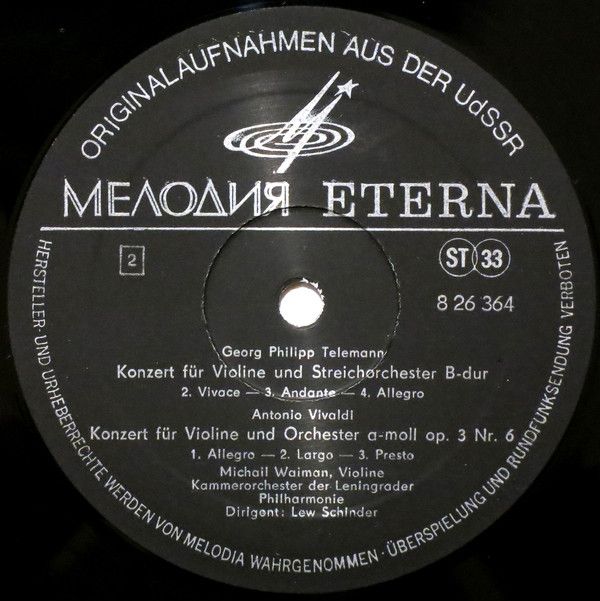 ORIGINALAUFNAHMEN AUS DER UdSSR
МЕЛОДИЯ ETERNA
2
ST 33
8 26 364
Georg Philipp Telemann
Konzert für Violine und Streichorchester B-dur
2. Vivace — 3. Andante — 4. Allegro
Antonio Vivaldi
Konzert für Violine und Orchester a-moll op. 3 Nr. 6
1. Allegro — 2. Largo — 3. Presto
Michail Waiman, Violine
Kammerorchester der Leningrader
Philharmonie
Dirigent: Lew Schinder
HERSTELLER- UND URHEBERRECHTE WERDEN VON MELODIA WAHRGENOMMEN · ÜBERSPIELUNG UND RUNDFUNKSENDUNG VERBOTEN